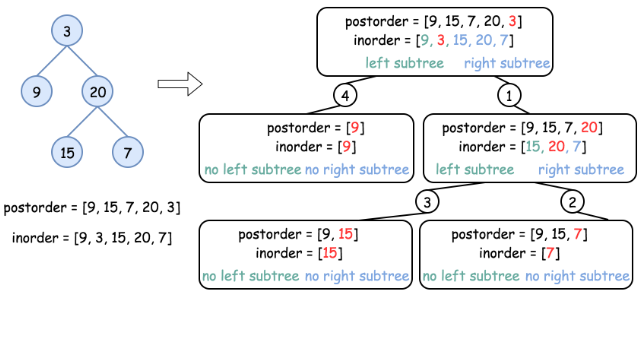 3
9
20
15
7
postorder = [9, 15, 7, 20, 3]
inorder = [9, 3, 15, 20, 7]
postorder = [9, 15, 7, 20, 3]
inorder = [9, 3, 15, 20, 7]
left subtree right subtree
4
1
postorder = [9]
inorder = [9]
no left subtree no right subtree
postorder = [9, 15, 7, 20]
inorder = [15, 20, 7]
left subtree right subtree
3
2
postorder = [9, 15]
inorder = [15]
no left subtree no right subtree
postorder = [9, 15, 7]
inorder = [7]
no left subtree no right subtree